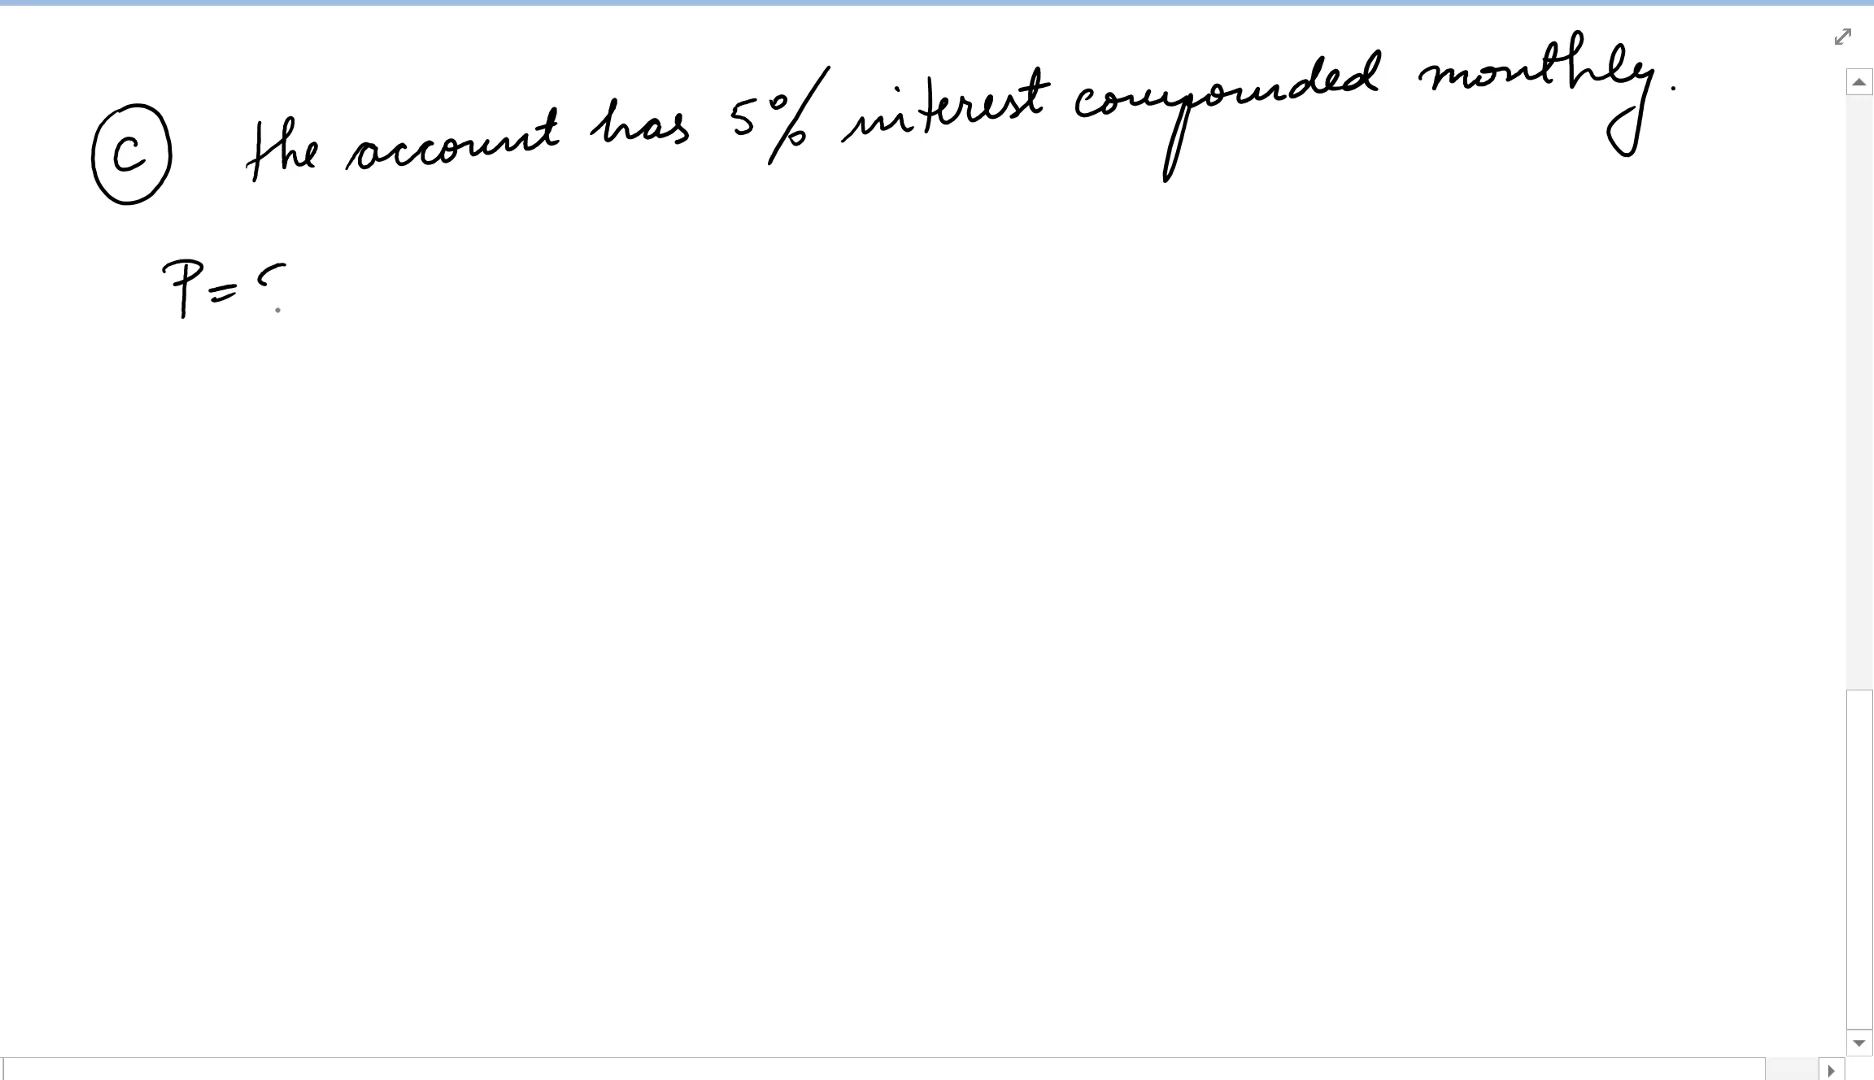 (c) the account has 5% interest compounded monthly.
P = ?